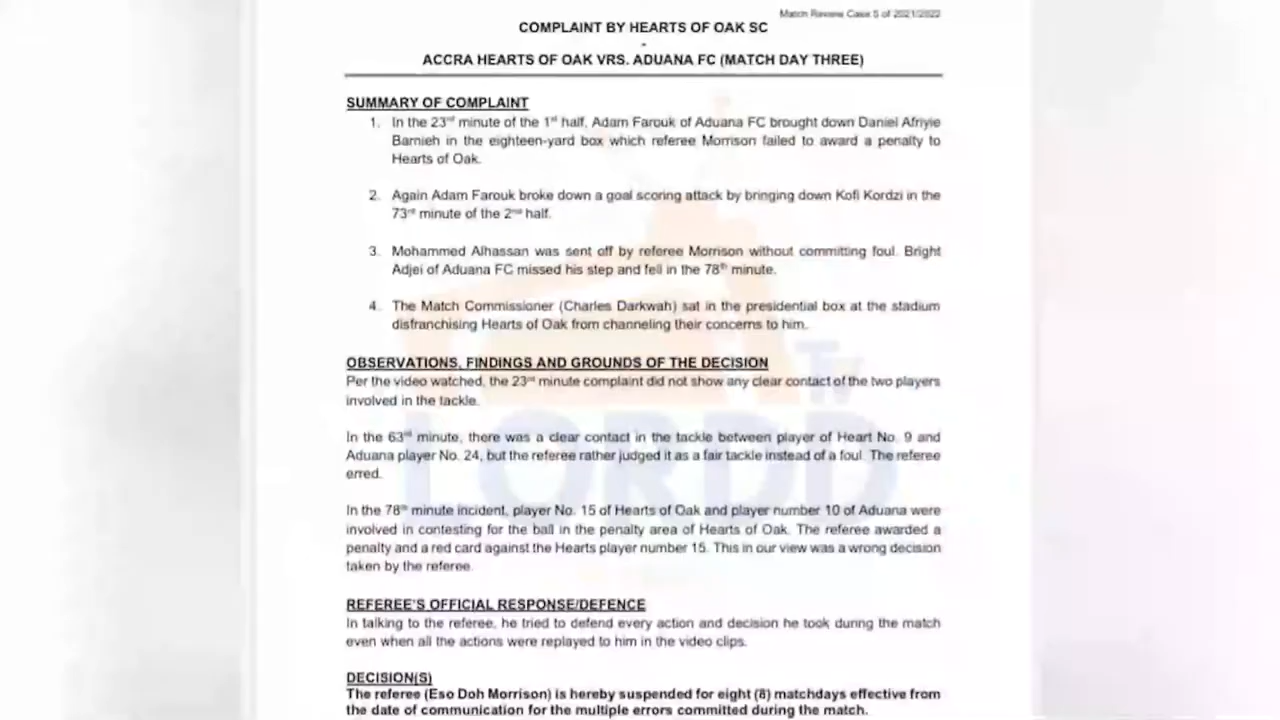 Match Review Case 5 of 2021/2022
COMPLAINT BY HEARTS OF OAK SC
-
ACCRA HEARTS OF OAK VRS. ADUANA FC (MATCH DAY THREE)
SUMMARY OF COMPLAINT
1. In the 23rd minute of the 1st half, Adam Farouk of Aduana FC brought down Daniel Afriyie
Barnieh in the eighteen-yard box which referee Morrison failed to award a penalty to
Hearts of Oak.
2. Again Adam Farouk broke down a goal scoring attack by bringing down Kofi Kordzi in the
73rd minute of the 2nd half.
3. Mohammed Alhassan was sent off by referee Morrison without committing foul. Bright
Adjei of Aduana FC missed his step and fell in the 78th minute.
4. The Match Commissioner (Charles Darkwah) sat in the presidential box at the stadium
disfranchising Hearts of Oak from channeling their concerns to him.
OBSERVATIONS, FINDINGS AND GROUNDS OF THE DECISION
Per the video watched, the 23rd minute complaint did not show any clear contact of the two players
involved in the tackle.
In the 63rd minute, there was a clear contact in the tackle between player of Heart No. 9 and
Aduana player No. 24, but the referee rather judged it as a fair tackle instead of a foul. The referee
erred.
In the 78th minute incident, player No. 15 of Hearts of Oak and player number 10 of Aduana were
involved in contesting for the ball in the penalty area of Hearts of Oak. The referee awarded a
penalty and a red card against the Hearts player number 15. This in our view was a wrong decision
taken by the referee.
REFEREE'S OFFICIAL RESPONSE/DEFENCE
In talking to the referee, he tried to defend every action and decision he took during the match
even when all the actions were replayed to him in the video clips.
DECISION(S)
The referee (Eso Doh Morrison) is hereby suspended for eight (8) matchdays effective from
the date of communication for the multiple errors committed during the match.
TV
LORDD